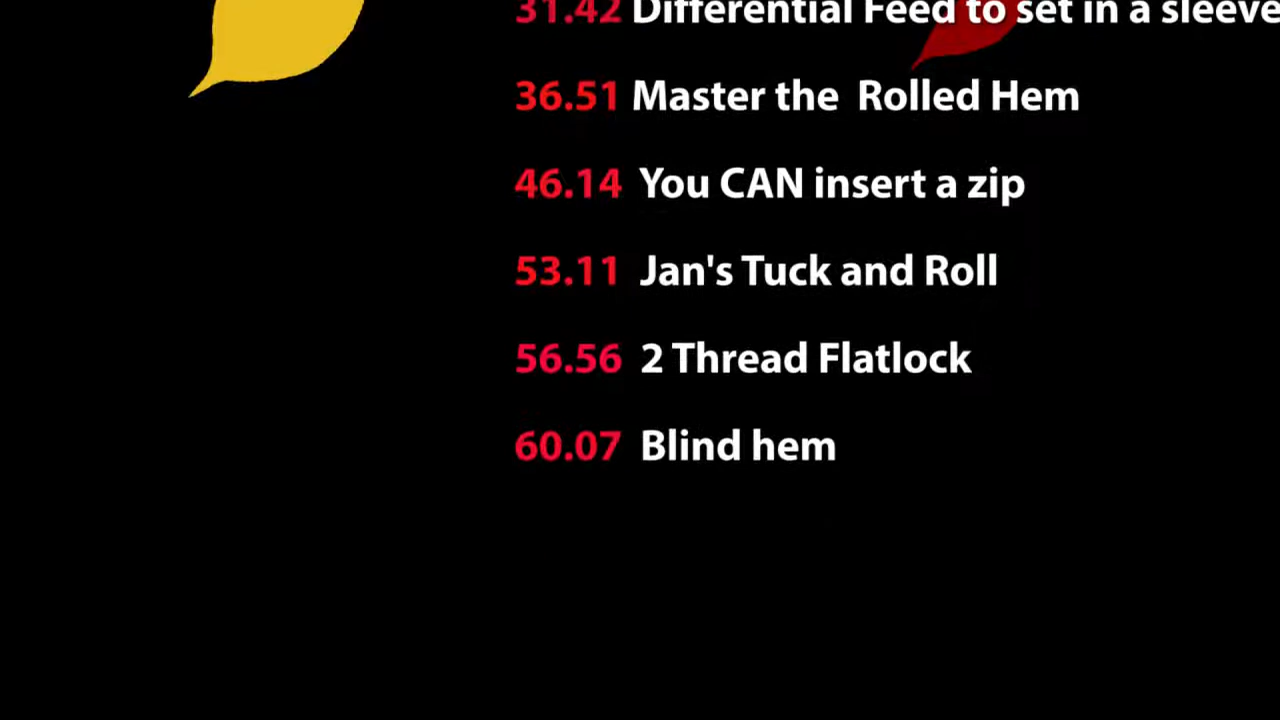 31.42 Differential Feed to set in a sleeve
36.51 Master the  Rolled Hem
46.14 You CAN insert a zip
53.11 Jan's Tuck and Roll
56.56 2 Thread Flatlock
60.07 Blind hem